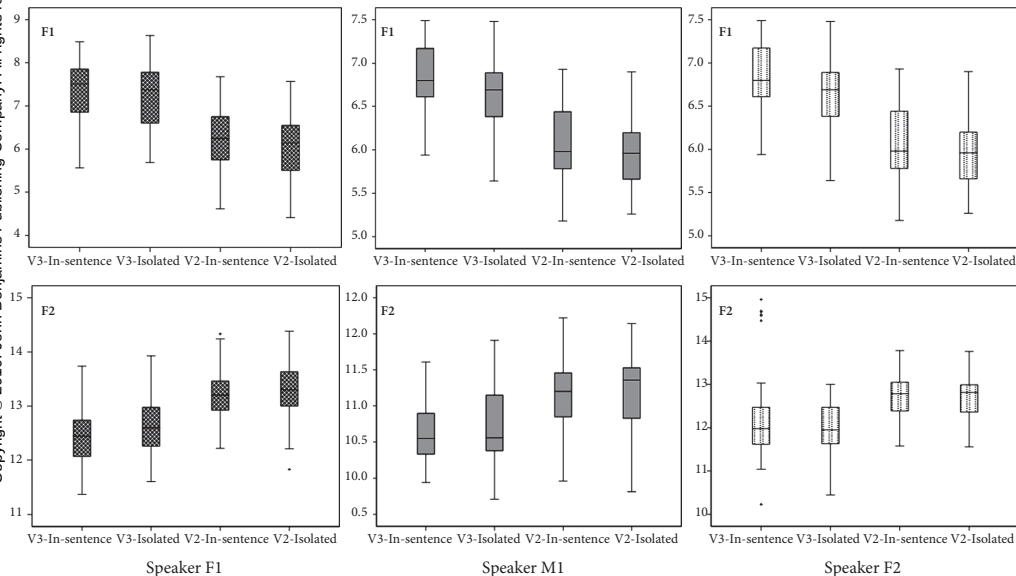 Publishing Company. All rights
F1
9
8
7
6
5
4
V3-In-sentence V3-Isolated V2-In-sentence V2-Isolated
F1
7.5
7.0
6.5
6.0
5.5
5.0
V3-In-sentence V3-Isolated V2-In-sentence V2-Isolated
F1
7.5
7.0
6.5
6.0
5.5
5.0
V3-In-sentence V3-Isolated V2-In-sentence V2-Isolated
F2
15
14
13
12
11
V3-In-sentence V3-Isolated V2-In-sentence V2-Isolated
Speaker F1
F2
12.0
12.0
11.5
11.0
10.5
10.0
0.5
V3-In-sentence V3-Isolated V2-In-sentence V2-Isolated
Speaker M1
F2
15
14
13
12
11
10
V3-In-sentence V3-Isolated V2-In-sentence V2-Isolated
Speaker F2